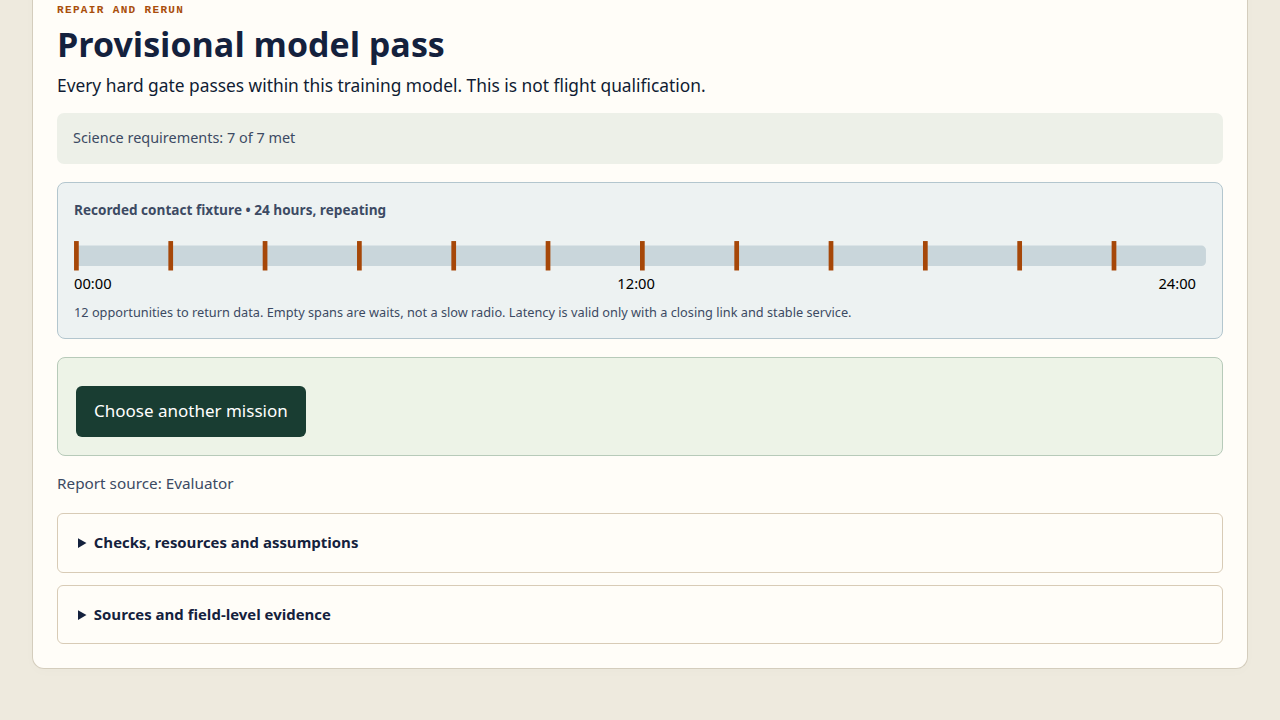 REPAIR AND RERUN
Provisional model pass
Every hard gate passes within this training model. This is not flight qualification.
Science requirements: 7 of 7 met
Recorded contact fixture • 24 hours, repeating
00:00 12:00 24:00
12 opportunities to return data. Empty spans are waits, not a slow radio. Latency is valid only with a closing link and stable service.
Choose another mission
Report source: Evaluator
Checks, resources and assumptions
Sources and field-level evidence